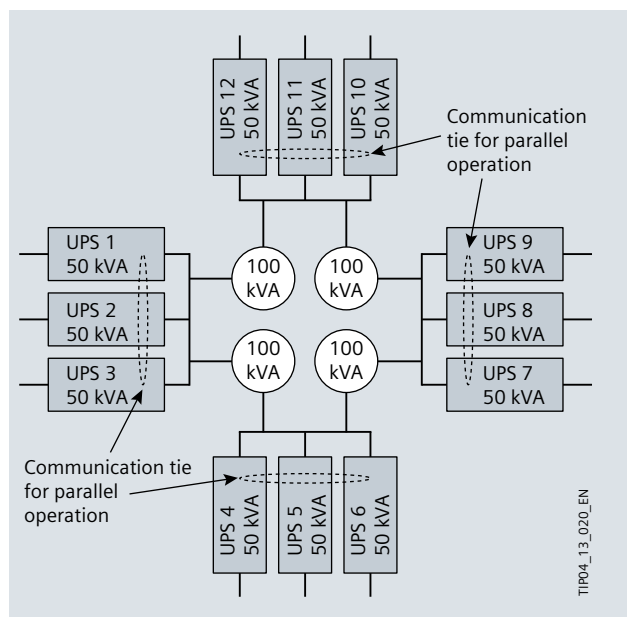 UPS 12
50 kVA
UPS 11
50 kVA
UPS 10
50 kVA
Communication
tie for parallel
operation
UPS 1
50 kVA
UPS 2
50 kVA
UPS 3
50 kVA
100
kVA
100
kVA
100
kVA
100
kVA
UPS 9
50 kVA
UPS 8
50 kVA
UPS 7
50 kVA
Communication tie
for parallel
operation
UPS 4
50 kVA
UPS 5
50 kVA
UPS 6
50 kVA
TIP04_13_020_EN